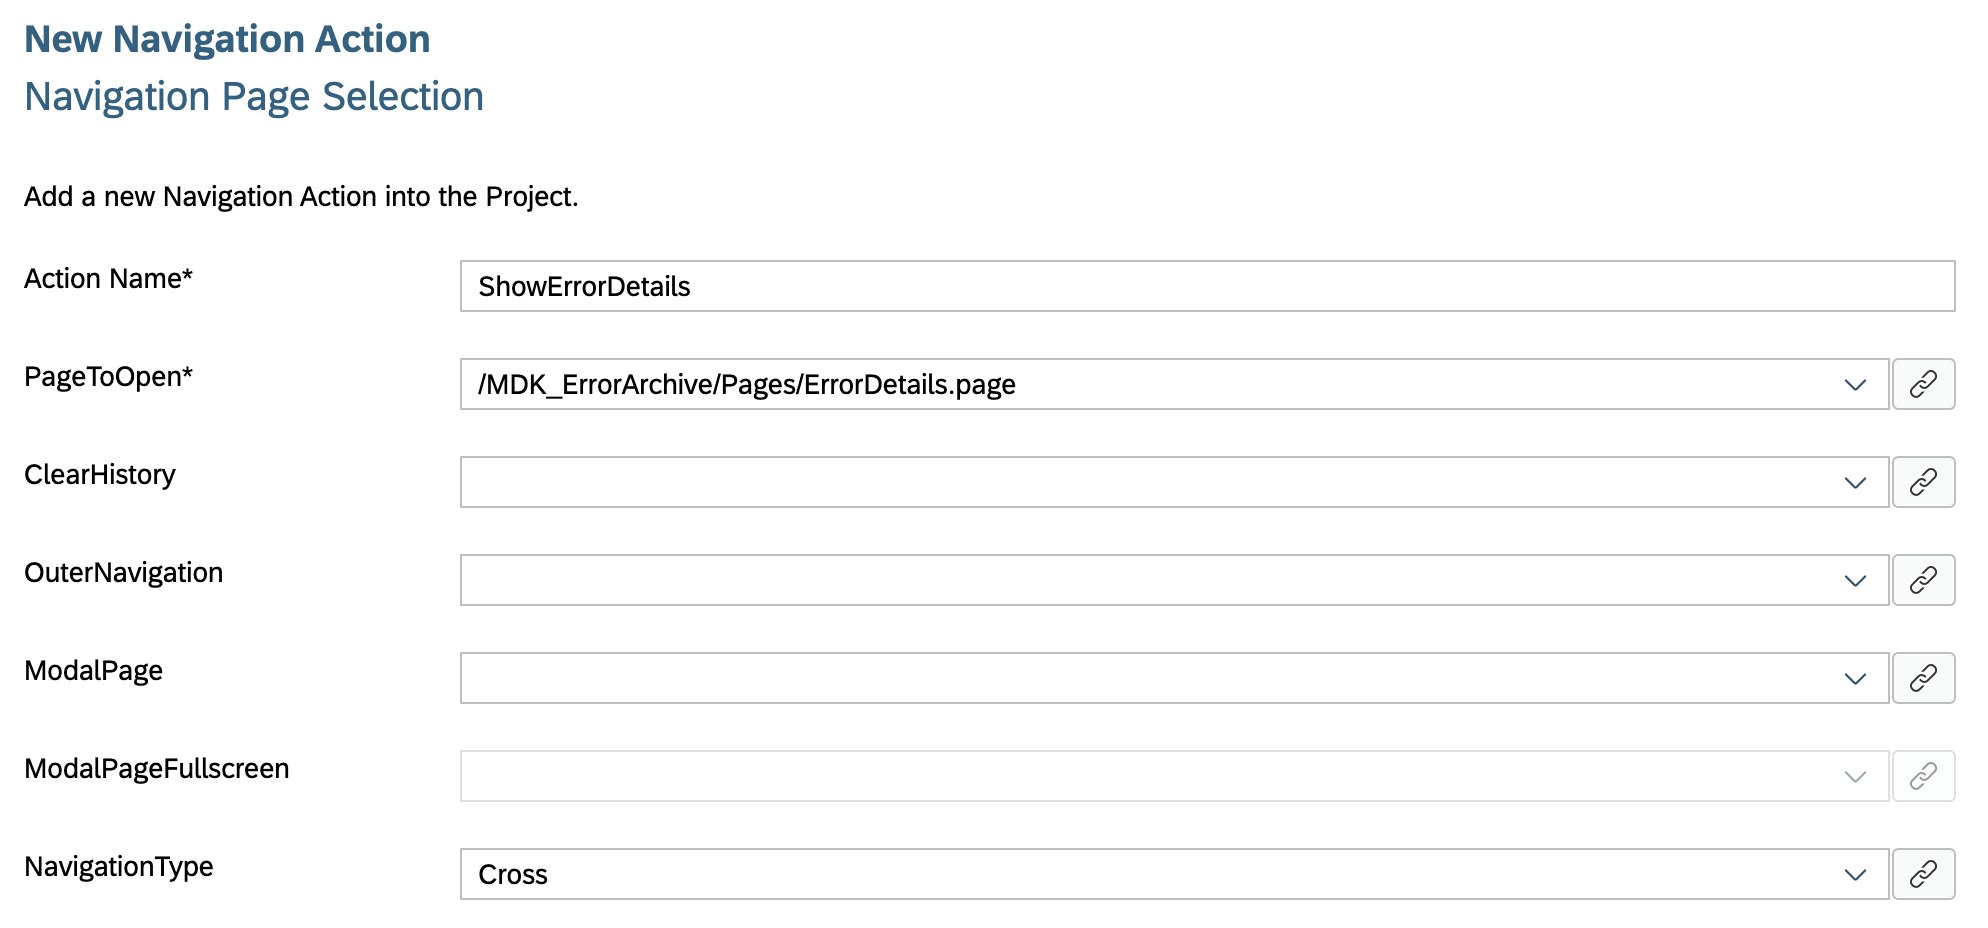 New Navigation Action
Navigation Page Selection
Add a new Navigation Action into the Project.
Action Name*
ShowErrorDetails
PageToOpen*
/MDK_ErrorArchive/Pages/ErrorDetails.page
ClearHistory
OuterNavigation
ModalPage
ModalPageFullscreen
NavigationType
Cross